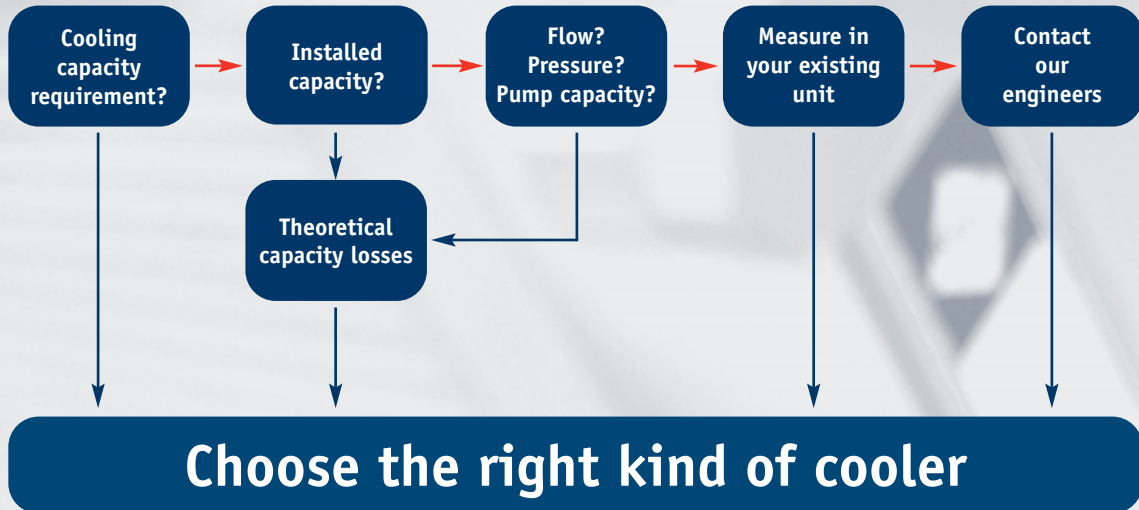 Cooling
capacity
requirement?
Installed
capacity?
Flow?
Pressure?
Pump capacity?
Measure in
your existing
unit
Contact
our
engineers
Theoretical
capacity losses
Choose the right kind of cooler